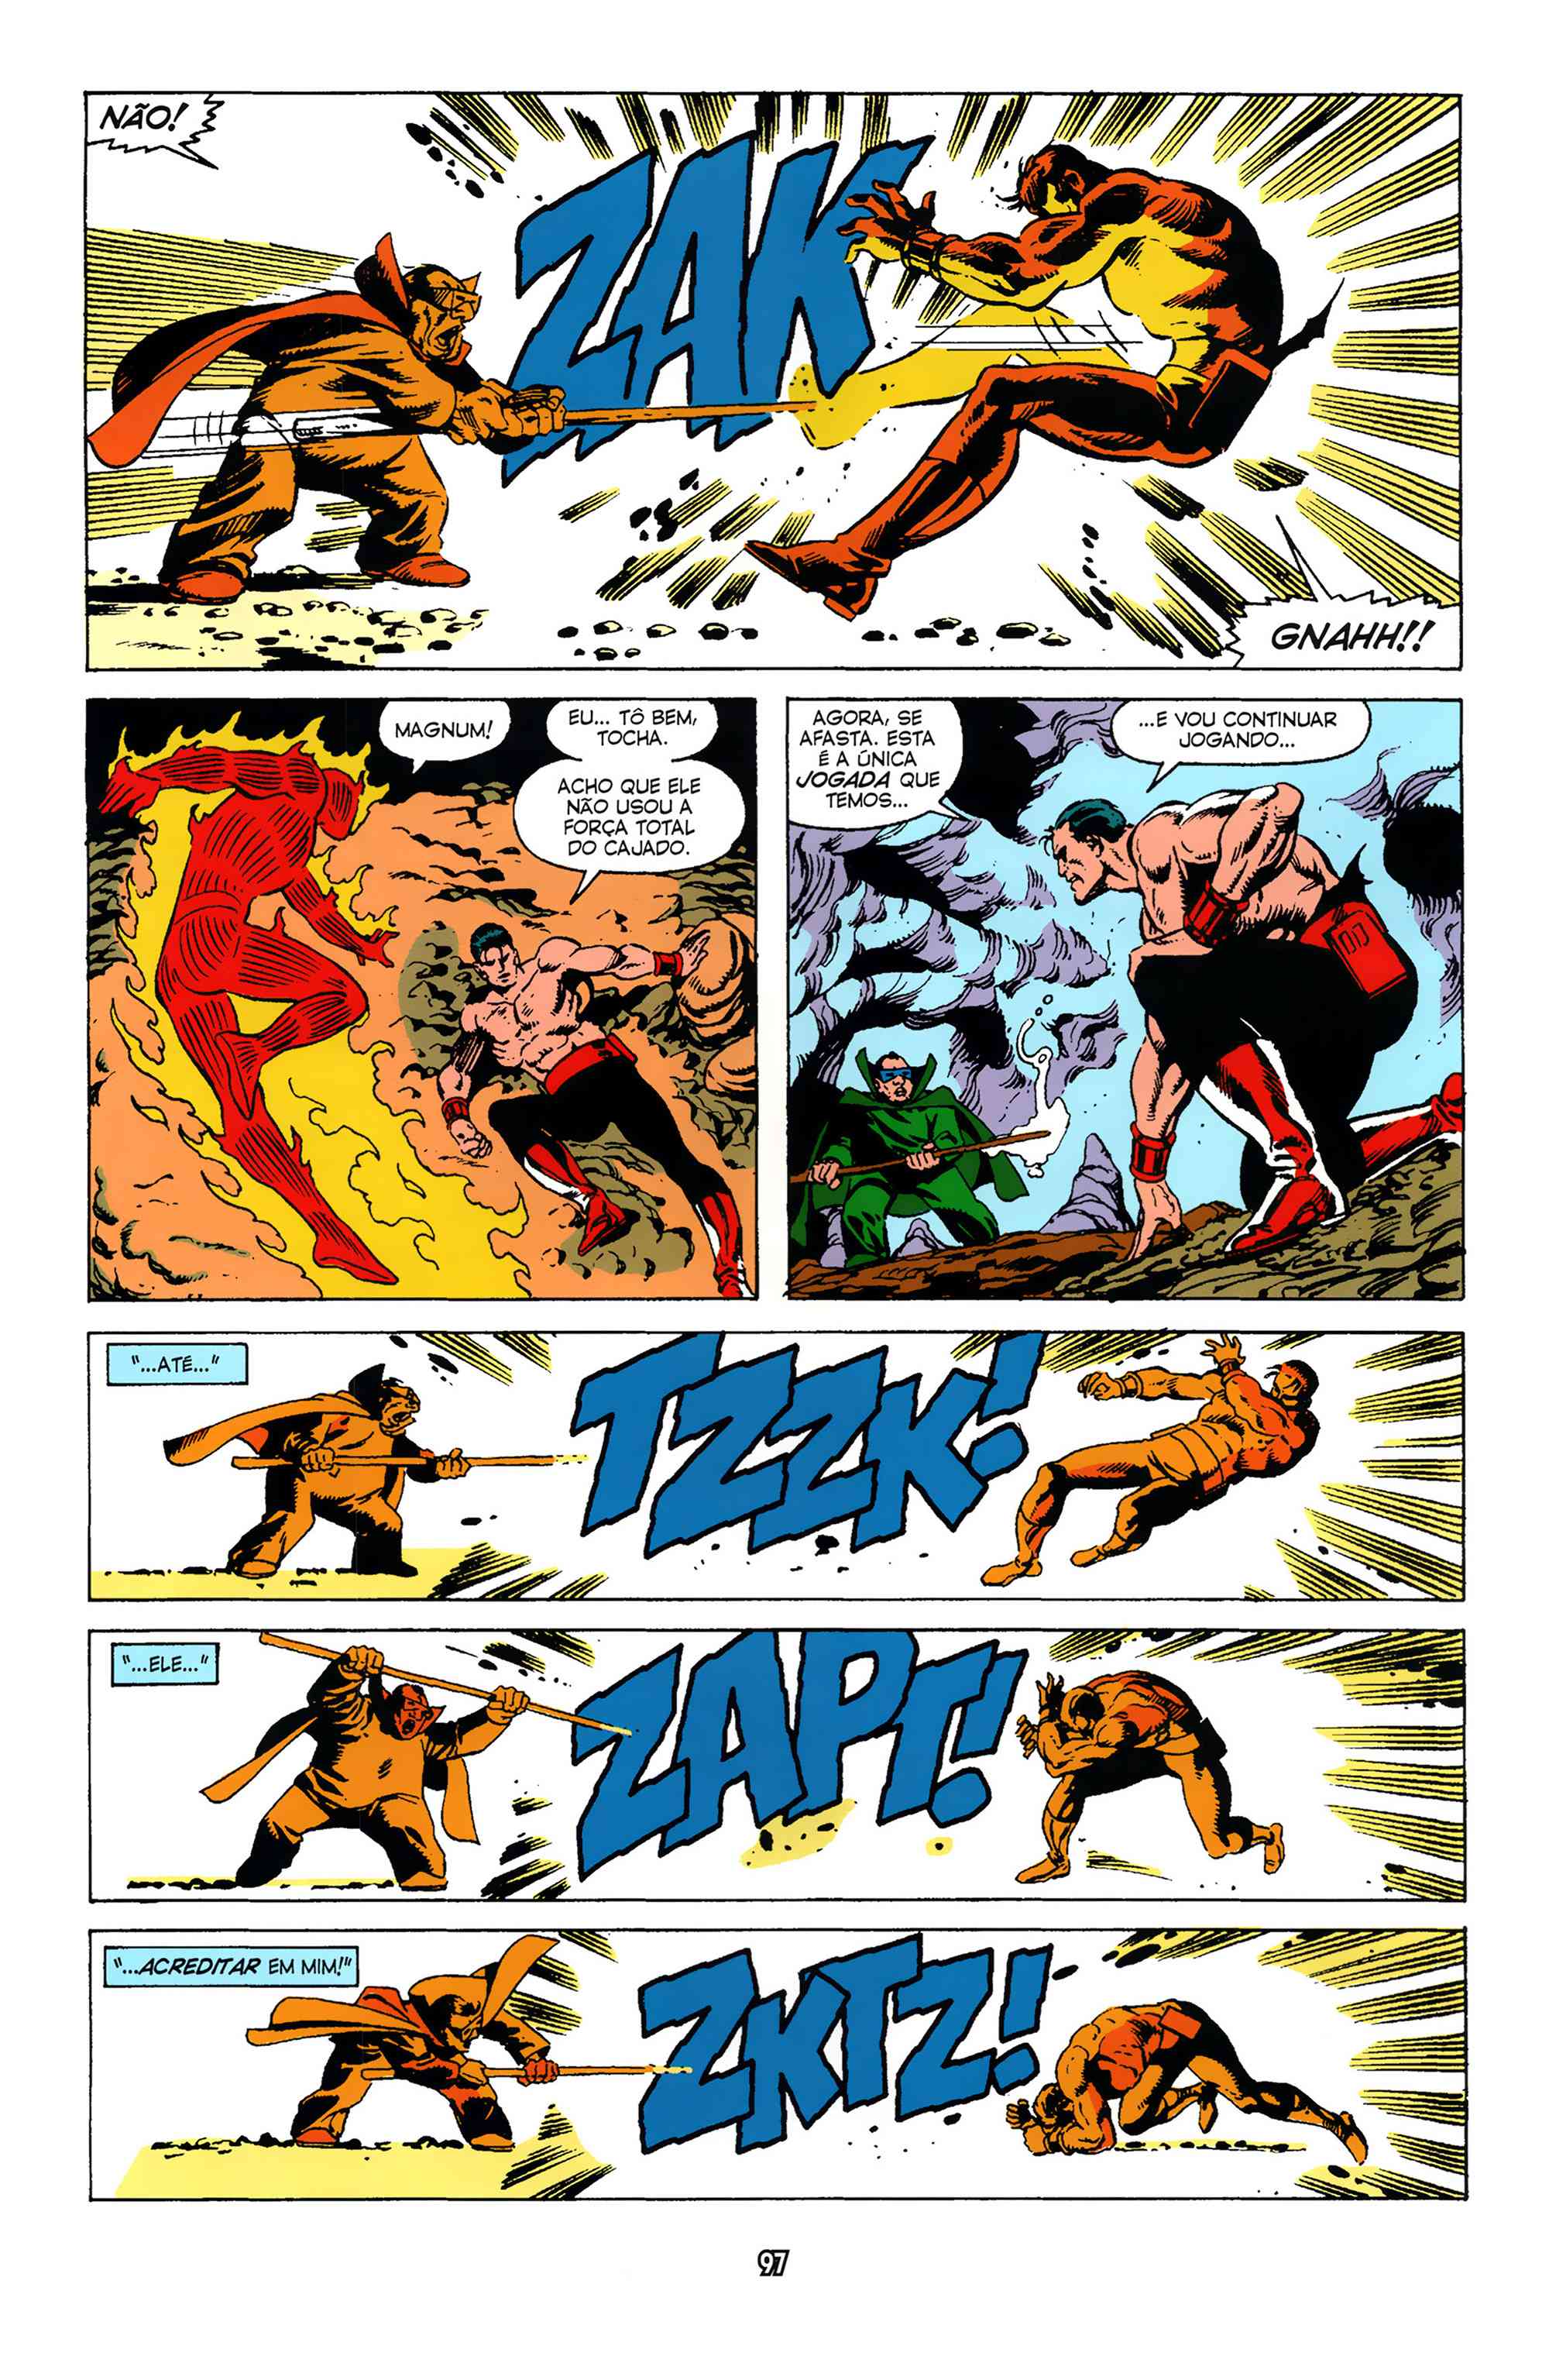 NÃO!
ZAK
GNAHH!!
MAGNUM!
EU... TÔ BEM,
TOCHA.
ACHO QUE ELE
NÃO USOU A
FORÇA TOTAL
DO CAJADO.
AGORA, SE
AFASTA. ESTA
É A ÚNICA
JOGADA QUE
TEMOS...
...E VOU CONTINUAR
JOGANDO...
"...ATÉ..."
TZZK!
"...ELE..."
ZAPT!
"...ACREDITAR EM MIM!"
ZKTZ!
97